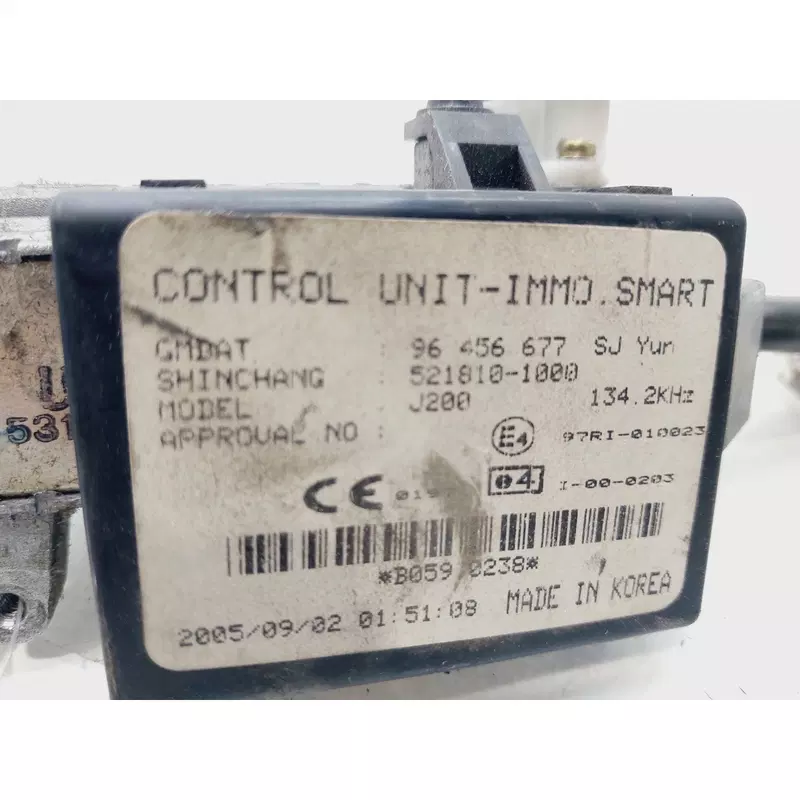 CONTROL UNIT-IMMO.SMART
GMDAT : 96 456 677 SJ Yun
SHINCHANG : 521810-1000
MODEL : J200 134.2KHz
APPROVAL NO : E4 97RI-010023
CE e4 I-00-0203
*B059 0238*
2005/09/02 01:51:08 MADE IN KOREA